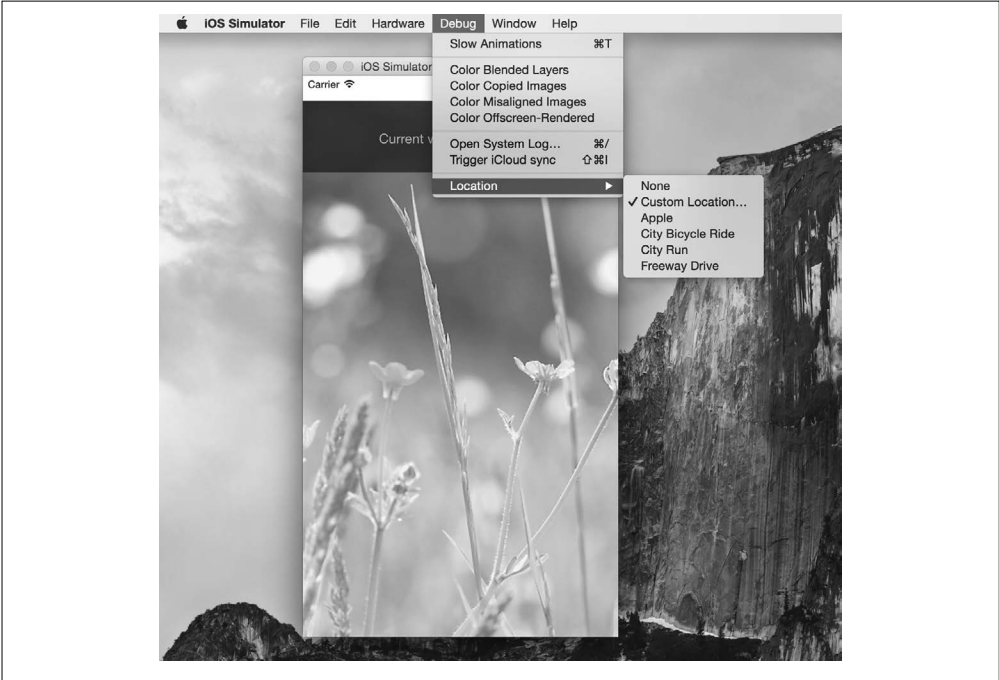 iOS Simulator File Edit Hardware Debug Window Help
Slow Animations ⌘T
iOS Simulator
Carrier
Color Blended Layers
Color Copied Images
Color Misaligned Images
Color Offscreen-Rendered
Current
Open System Log... ⌘/
Trigger iCloud sync ⇧⌘I
Location
None
✓ Custom Location...
Apple
City Bicycle Ride
City Run
Freeway Drive